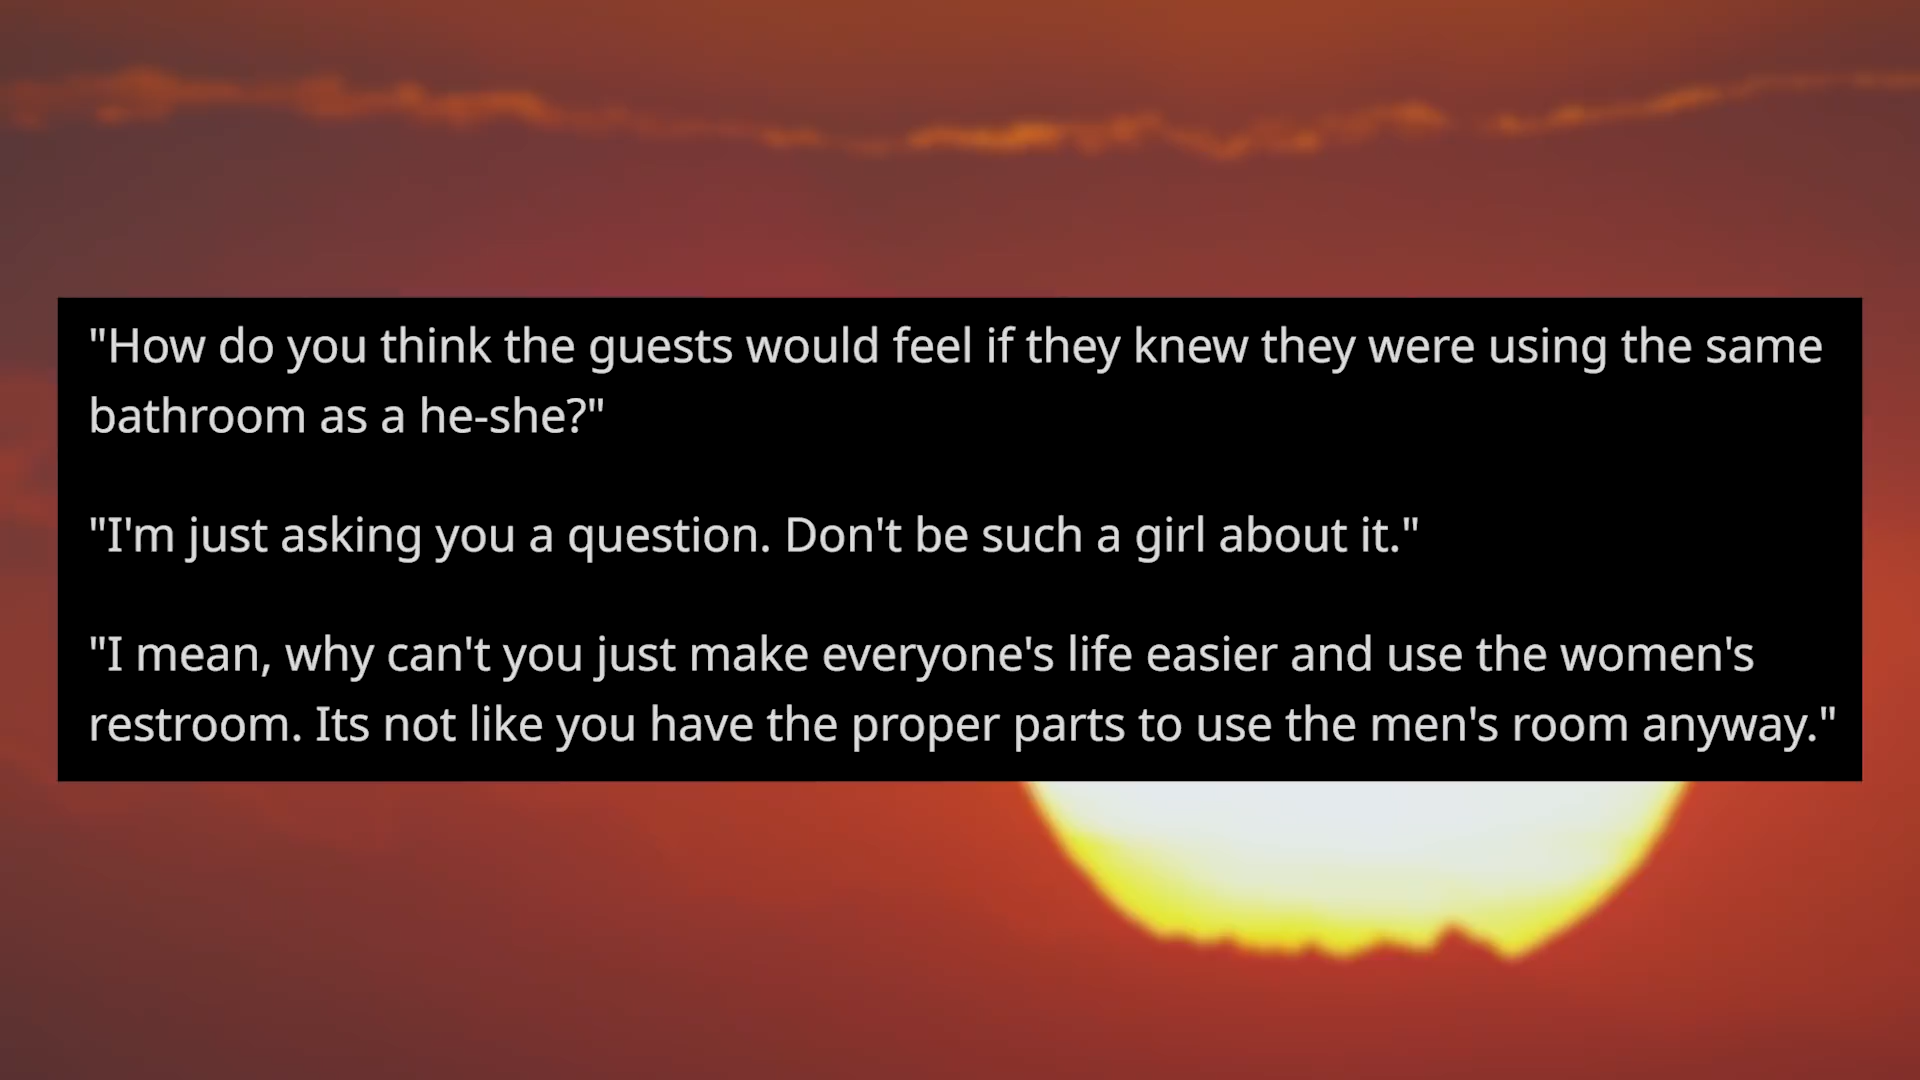 "How do you think the guests would feel if they knew they were using the same
bathroom as a he-she?"
"I'm just asking you a question. Don't be such a girl about it."
"I mean, why can't you just make everyone's life easier and use the women's
restroom. Its not like you have the proper parts to use the men's room anyway."